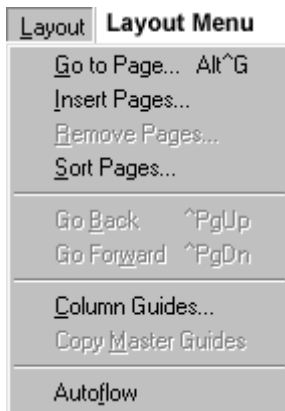 Layout Layout Menu
Go to Page... Alt^G
Insert Pages...
Remove Pages...
Sort Pages...
Go Back ^PgUp
Go Forward ^PgDn
Column Guides...
Copy Master Guides
Autoflow